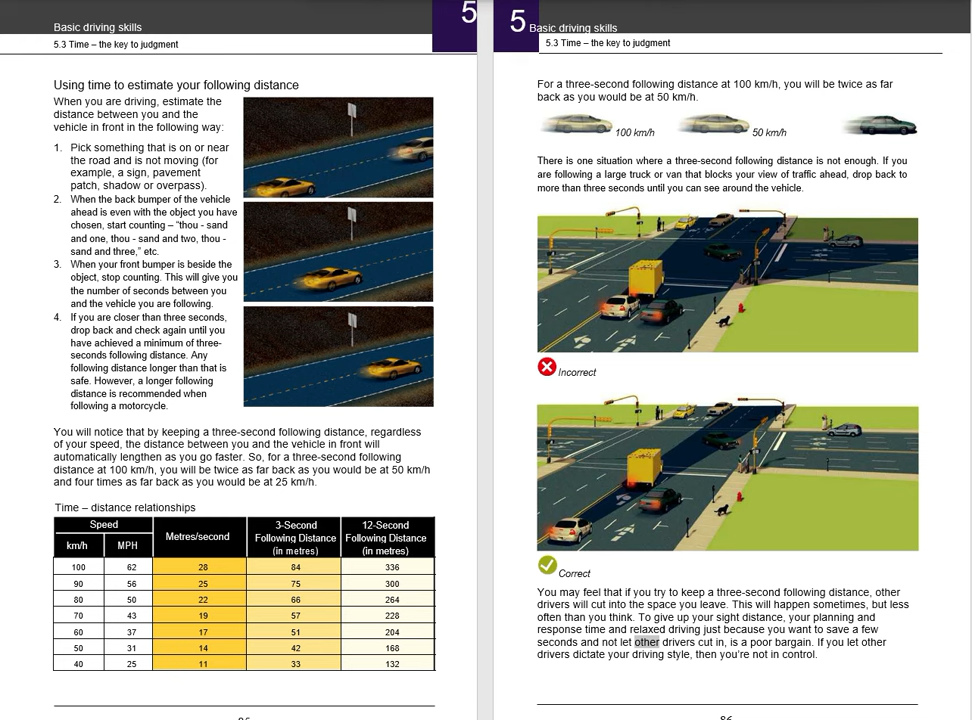 5
Basic driving skills
5.3 Time – the key to judgment
Using time to estimate your following distance
When you are driving, estimate the
distance between you and the
vehicle in front in the following way:
1. Pick something that is on or near
the road and is not moving (for
example, a sign, pavement
patch, shadow or overpass).
2. When the back bumper of the vehicle
ahead is even with the object you have
chosen, start counting – “thou - sand
and one, thou - sand and two, thou -
sand and three,” etc.
3. When your front bumper is beside the
object, stop counting. This will give you
the number of seconds between you
and the vehicle you are following.
4. If you are closer than three seconds,
drop back and check again until you
have achieved a minimum of three-
seconds following distance. Any
following distance longer than that is
safe. However, a longer following
distance is recommended when
following a motorcycle.
You will notice that by keeping a three-second following distance, regardless
of your speed, the distance between you and the vehicle in front will
automatically lengthen as you go faster. So, for a three-second following
distance at 100 km/h, you will be twice as far back as you would be at 50 km/h
and four times as far back as you would be at 25 km/h.
Time – distance relationships
Speed
km/h MPH Metres/second 3-Second Following Distance (in metres) 12-Second Following Distance (in metres)
100 62 28 84 336
90 56 25 75 300
80 50 22 66 264
70 43 19 57 228
60 37 17 51 204
50 31 14 42 168
40 25 11 33 132
5 Basic driving skills
5.3 Time – the key to judgment
For a three-second following distance at 100 km/h, you will be twice as far
back as you would be at 50 km/h.
100 km/h 50 km/h
There is one situation where a three-second following distance is not enough. If you
are following a large truck or van that blocks your view of traffic ahead, drop back to
more than three seconds until you can see around the vehicle.
Incorrect
Correct
You may feel that if you try to keep a three-second following distance, other
drivers will cut into the space you leave. This will happen sometimes, but less
often than you think. To give up your sight distance, your planning and
response time and relaxed driving just because you want to save a few
seconds and not let other drivers cut in, is a poor bargain. If you let other
drivers dictate your driving style, then you’re not in control.